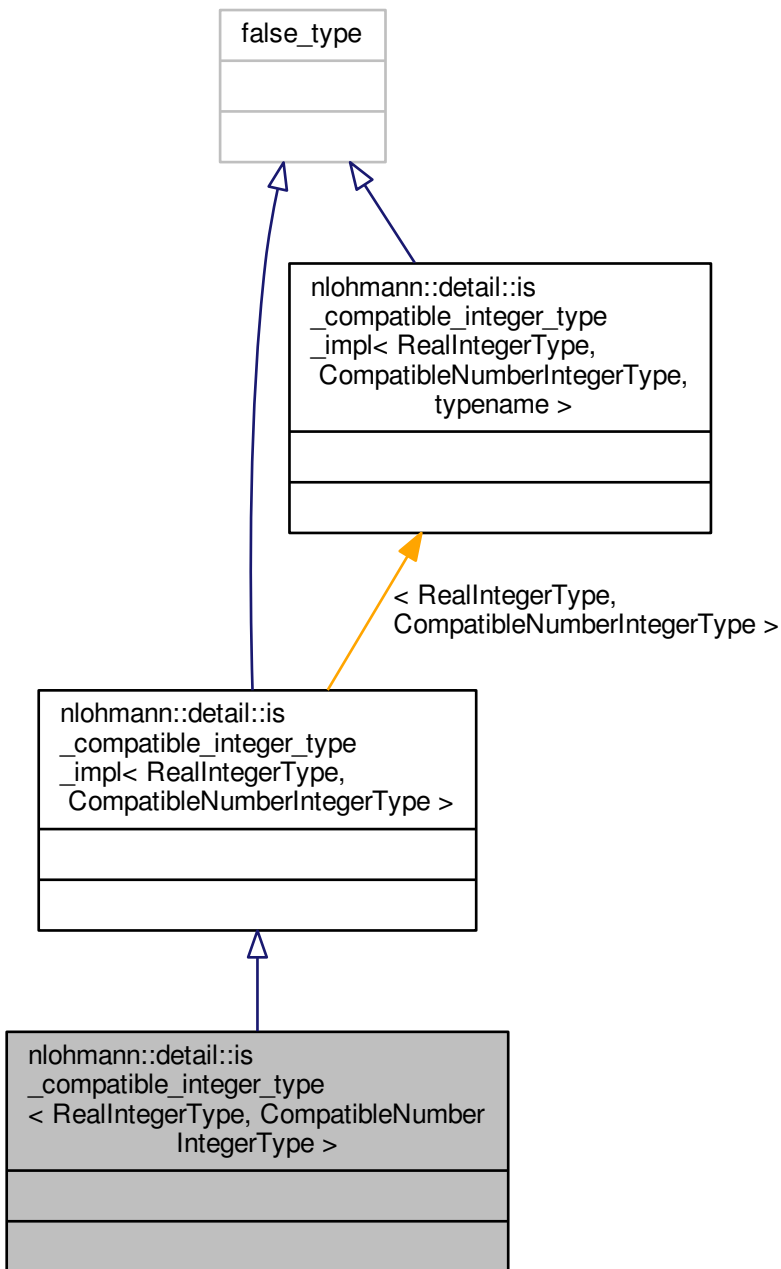 false_type
nlohmann::detail::is
_compatible_integer_type
_impl< RealIntegerType,
CompatibleNumberIntegerType,
typename >
< RealIntegerType,
CompatibleNumberIntegerType >
nlohmann::detail::is
_compatible_integer_type
_impl< RealIntegerType,
CompatibleNumberIntegerType >
nlohmann::detail::is
_compatible_integer_type
< RealIntegerType, CompatibleNumber
IntegerType >